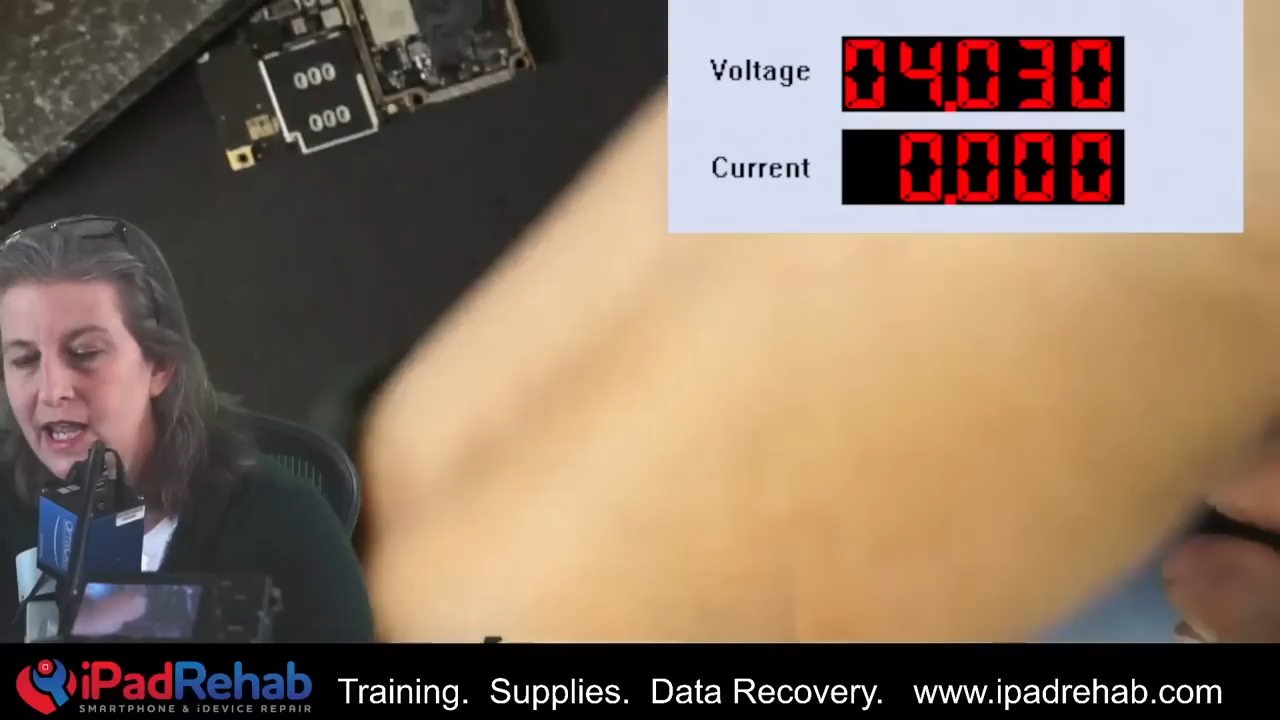 Voltage 04.030
Current 0.000
iPadRehab
SMARTPHONE & iDEVICE REPAIR
Training. Supplies. Data Recovery. www.ipadrehab.com